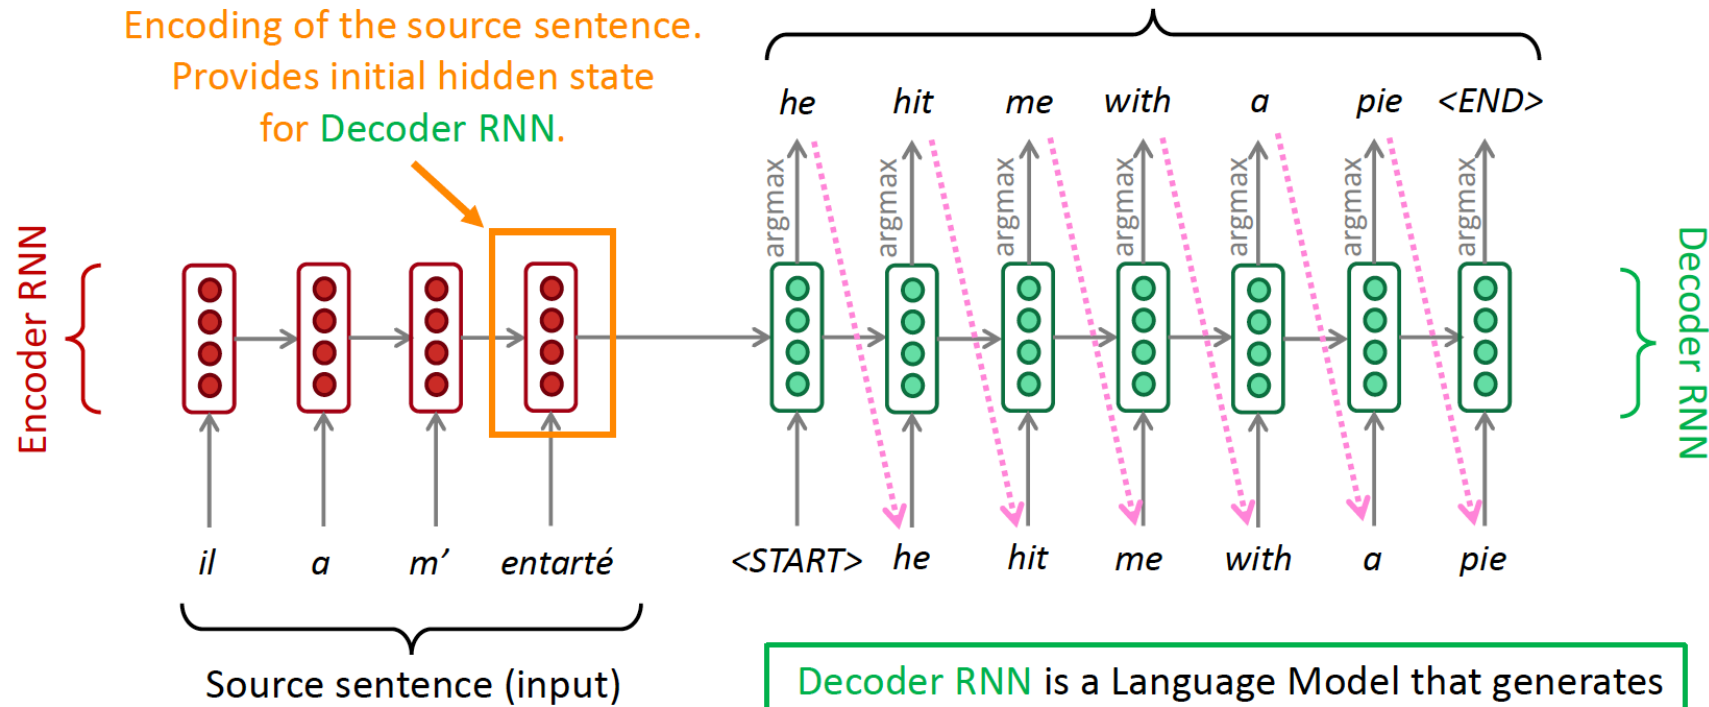 Encoding of the source sentence.
Provides initial hidden state
for Decoder RNN.
he hit me with a pie <END>
argmax argmax argmax argmax argmax argmax argmax
Encoder RNN
Decoder RNN
il a m’ entarté
<START> he hit me with a pie
Source sentence (input)
Decoder RNN is a Language Model that generates